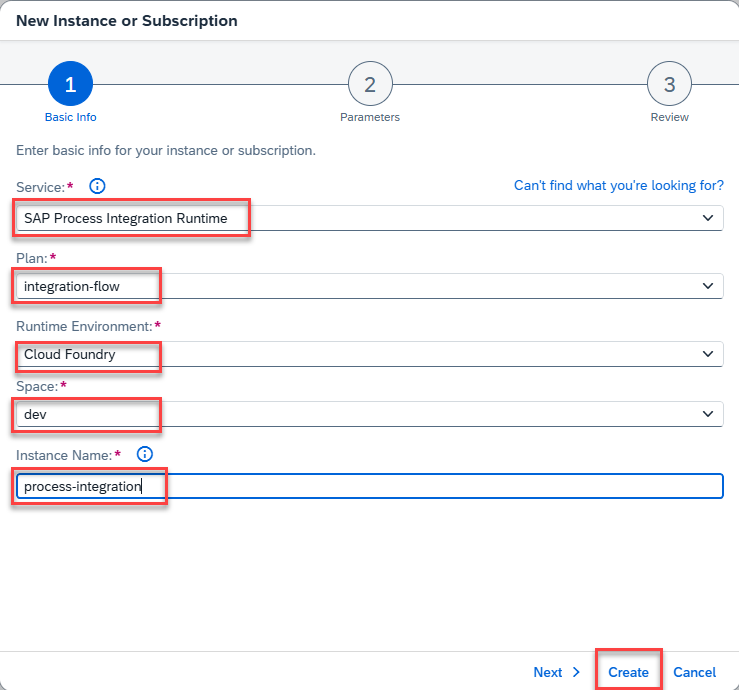 New Instance or Subscription
1 2 3
Basic Info Parameters Review
Enter basic info for your instance or subscription.
Service:* Can't find what you're looking for?
SAP Process Integration Runtime
Plan:*
integration-flow
Runtime Environment:*
Cloud Foundry
Space:*
dev
Instance Name:*
process-integration
Next Create Cancel